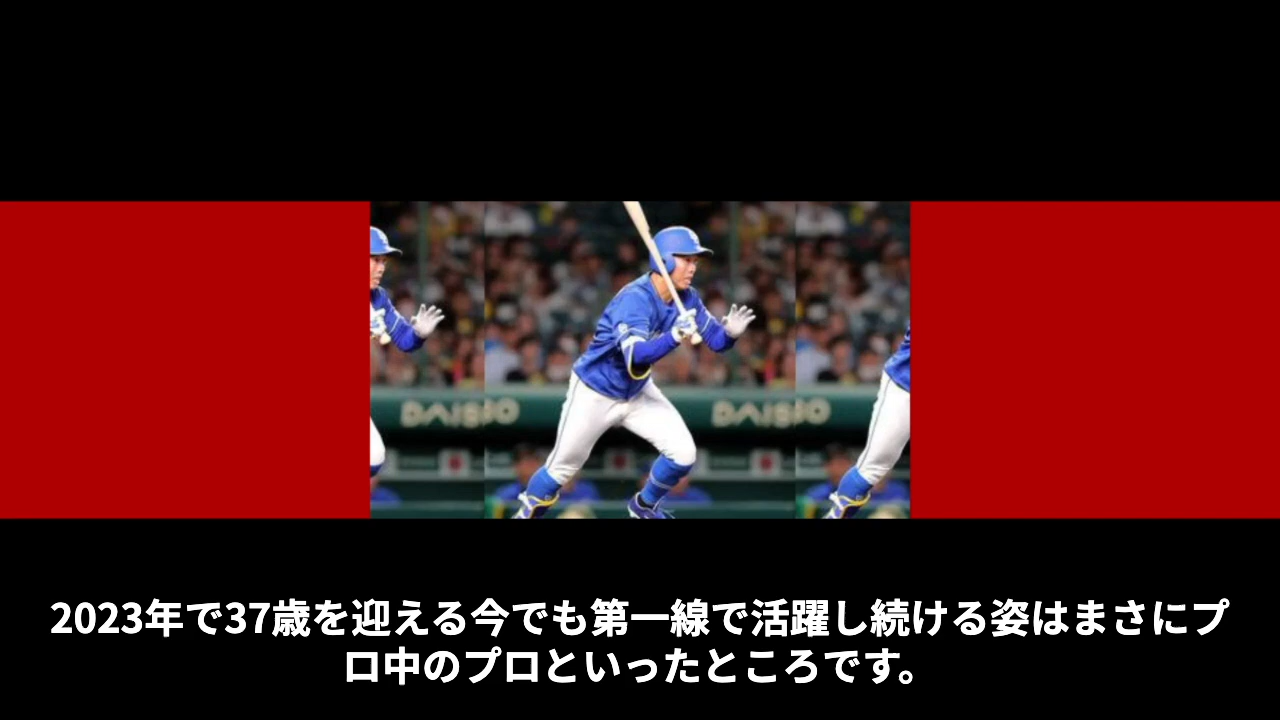 DAISO DAISO
2023年で37歳を迎える今でも第一線で活躍し続ける姿はまさにプ
ロ中のプロといったところです。